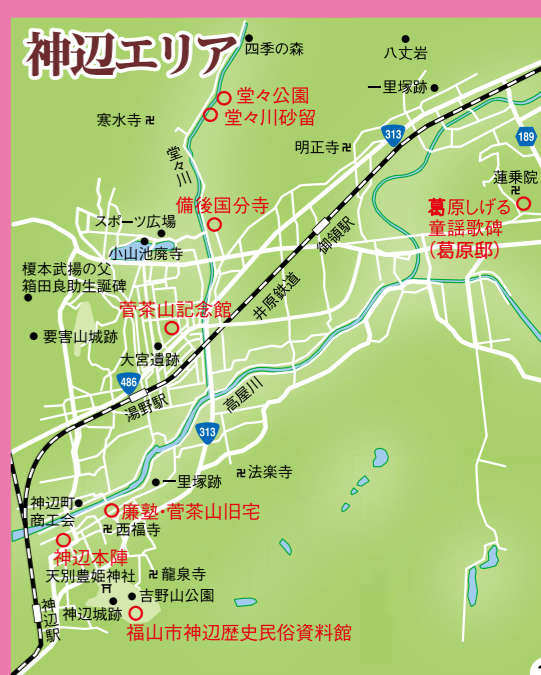 神辺エリア
四季の森
八丈岩
一里塚跡
堂々公園
堂々川砂留
寒水寺
313
189
明正寺
堂々川
蓮乗院
備後国分寺
葛原しげる
童謡歌碑
(葛原邸)
スポーツ広場
御領駅
小山池廃寺
榎本武揚の父
箱田良助生誕碑
井原鉄道
菅茶山記念館
要害山城跡
大宮遺跡
486
湯野駅
高屋川
313
一里塚跡
法楽寺
神辺町
商工会
廉塾・菅茶山旧宅
西福寺
神辺本陣
天別豊姫神社
龍泉寺
吉野山公園
神辺駅
神辺城跡
福山市神辺歴史民俗資料館